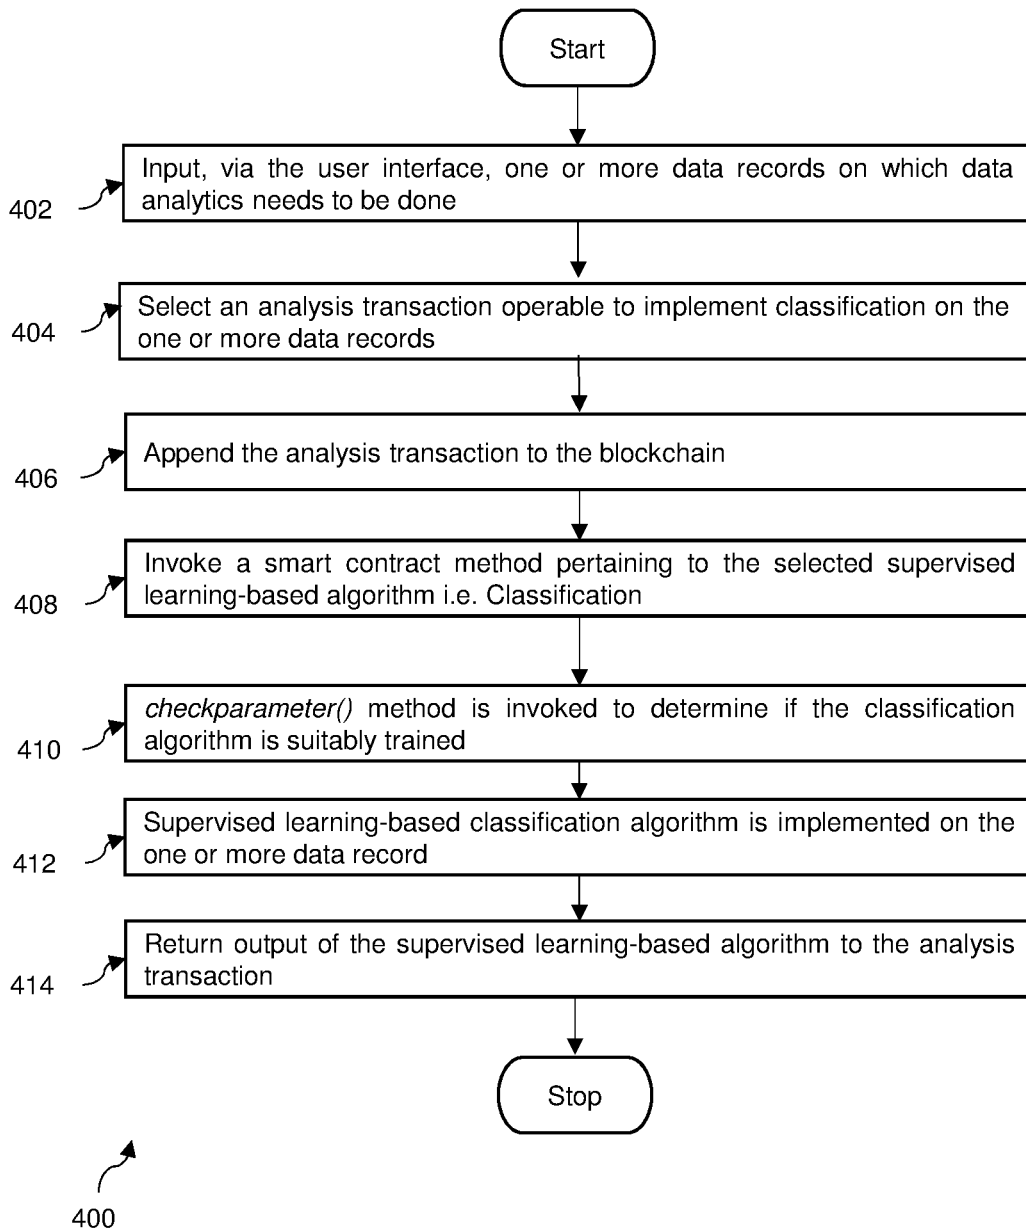 Start
Input, via the user interface, one or more data records on which data
analytics needs to be done
402
Select an analysis transaction operable to implement classification on the
one or more data records
404
Append the analysis transaction to the blockchain
406
Invoke a smart contract method pertaining to the selected supervised
learning-based algorithm i.e. Classification
408
checkparameter() method is invoked to determine if the classification
algorithm is suitably trained
410
Supervised learning-based classification algorithm is implemented on the
one or more data record
412
Return output of the supervised learning-based algorithm to the analysis
transaction
414
Stop
400